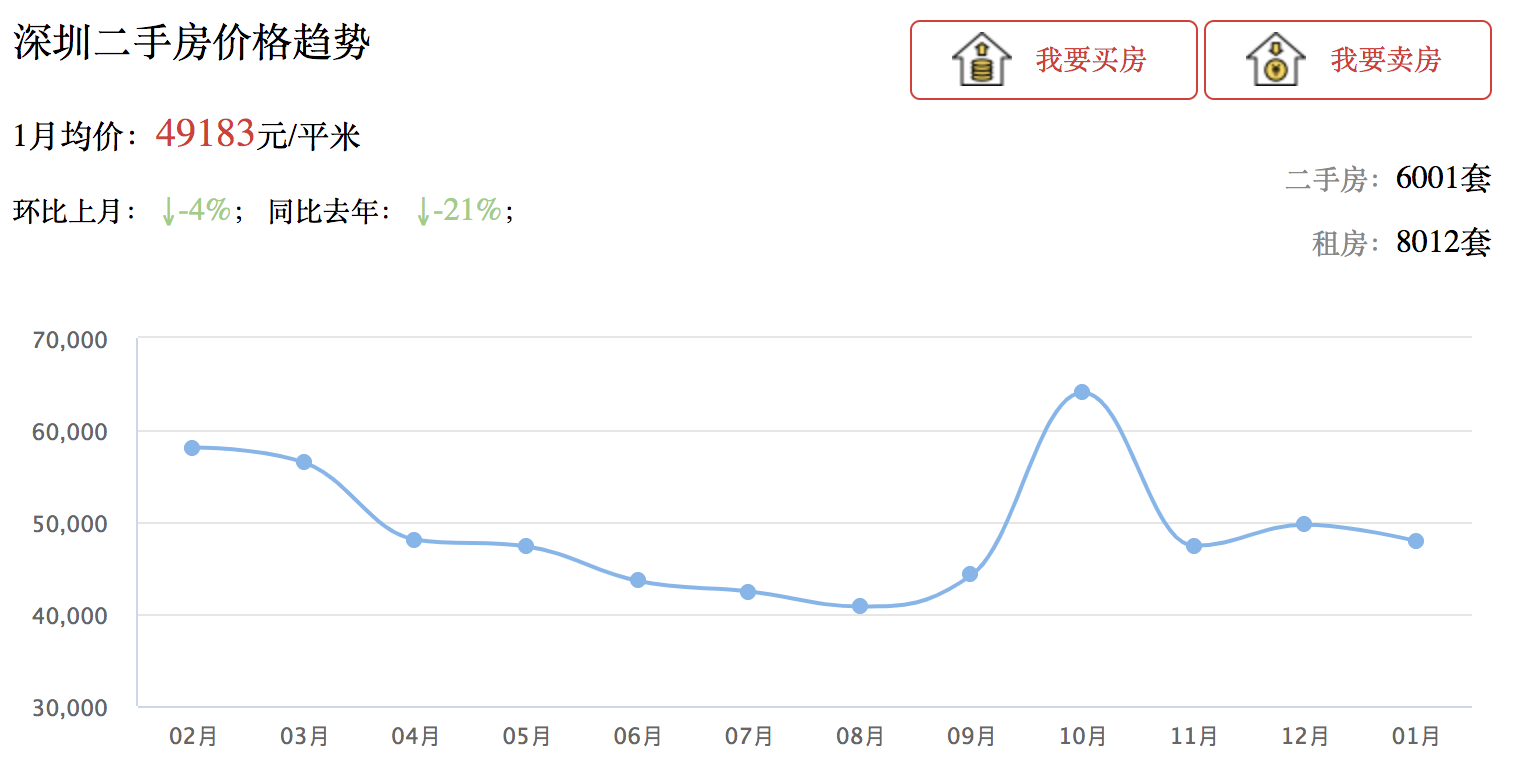 深圳二手房价格趋势
我要买房
我要卖房
1月均价：49183元/平米
二手房：6001套
环比上月：↓-4%； 同比去年：↓-21%；
租房：8012套
70,000
60,000
50,000
40,000
30,000
02月 03月 04月 05月 06月 07月 08月 09月 10月 11月 12月 01月